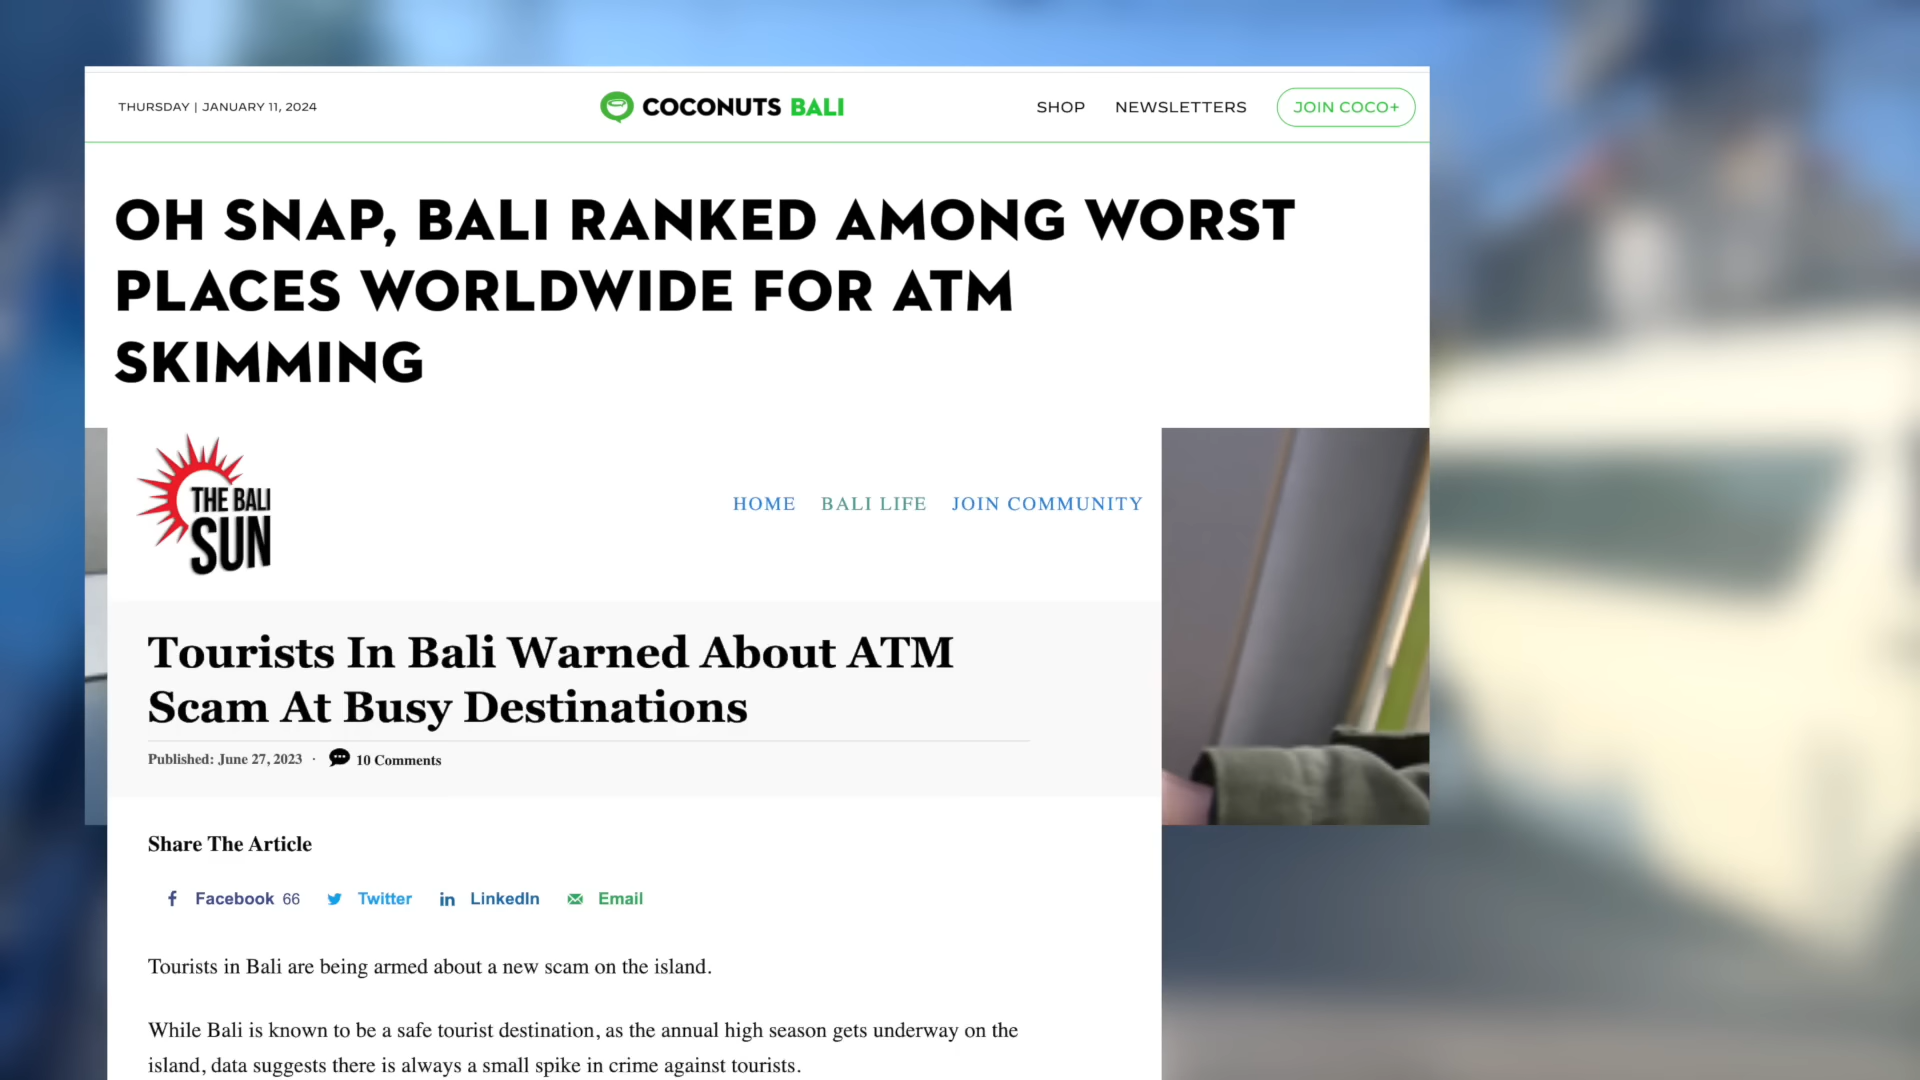 THURSDAY | JANUARY 11, 2024
COCONUTS BALI
SHOP
NEWSLETTERS
JOIN COCO+
OH SNAP, BALI RANKED AMONG WORST
PLACES WORLDWIDE FOR ATM
SKIMMING
THE BALI
SUN
HOME
BALI LIFE
JOIN COMMUNITY
Tourists In Bali Warned About ATM
Scam At Busy Destinations
Published: June 27, 2023 · 10 Comments
Share The Article
Facebook 66
Twitter
in LinkedIn
Email
Tourists in Bali are being armed about a new scam on the island.
While Bali is known to be a safe tourist destination, as the annual high season gets underway on the
island, data suggests there is always a small spike in crime against tourists.